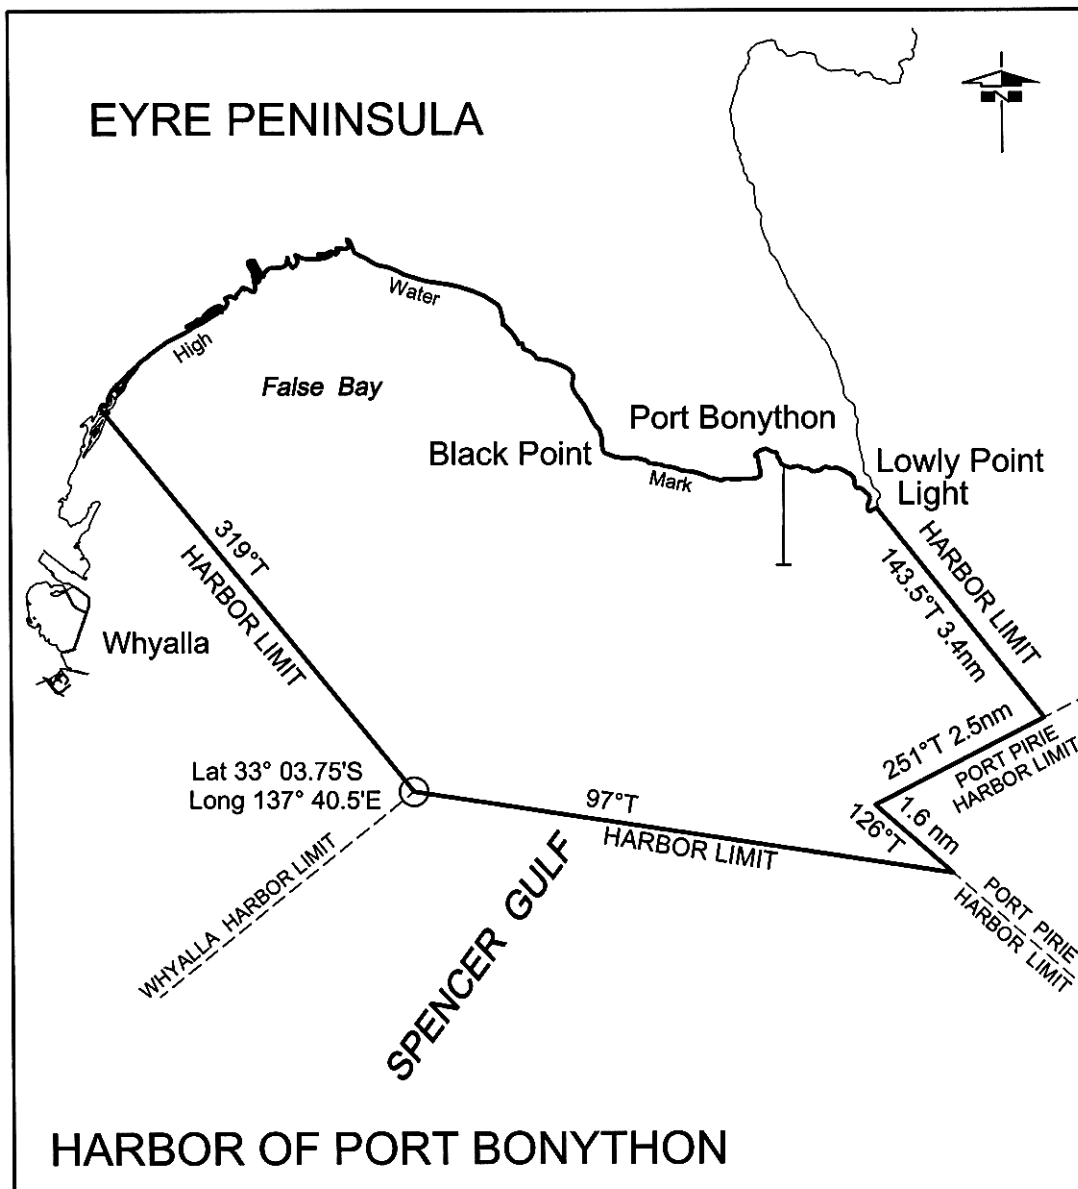 EYRE PENINSULA
N
Water
High
False Bay
Port Bonython
Black Point
Mark
Lowly Point
Light
319°T
HARBOR LIMIT
HARBOR LIMIT
143.5°T 3.4nm
Whyalla
251°T 2.5nm
PORT PIRIE
HARBOR LIMIT
Lat 33° 03.75'S
Long 137° 40.5'E
97°T
HARBOR LIMIT
1.6 nm
126°T
WHYALLA HARBOR LIMIT
SPENCER GULF
PORT PIRIE
HARBOR LIMIT
HARBOR OF PORT BONYTHON